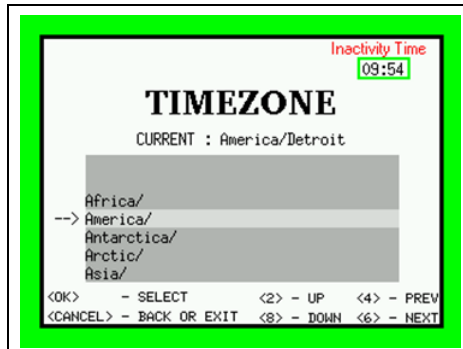 Inactivity Time
09:54
TIMEZONE
CURRENT : America/Detroit
Africa/
--> America/
Antarctica/
Arctic/
Asia/
<OK> - SELECT <2> - UP <4> - PREV
<CANCEL> - BACK OR EXIT <8> - DOWN <6> - NEXT